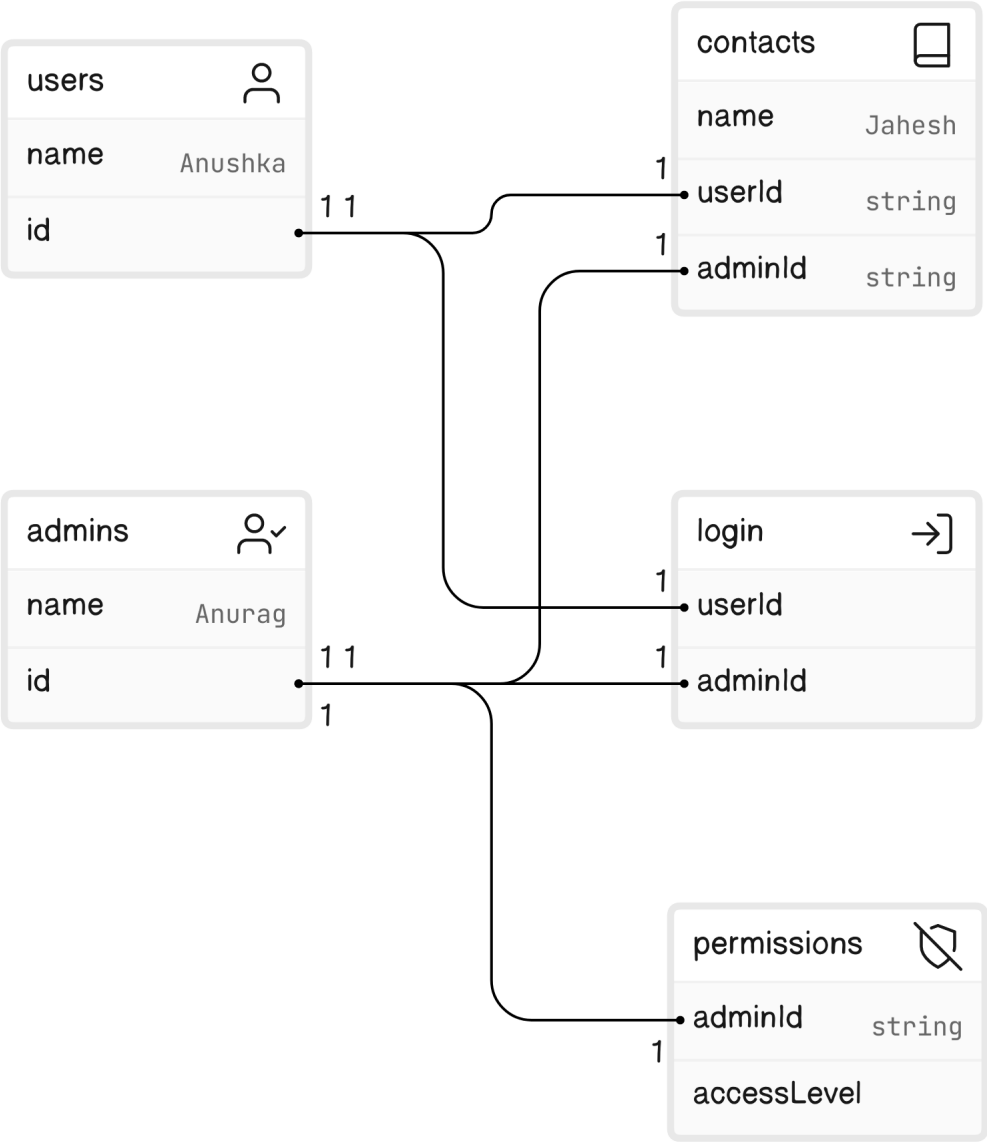 users
name Anushka
id
1 1
contacts
name Jahesh
1
userId string
1
adminId string
admins
name Anurag
id
1 1
1
login
1
userId
1
adminId
permissions
adminId string
1
accessLevel